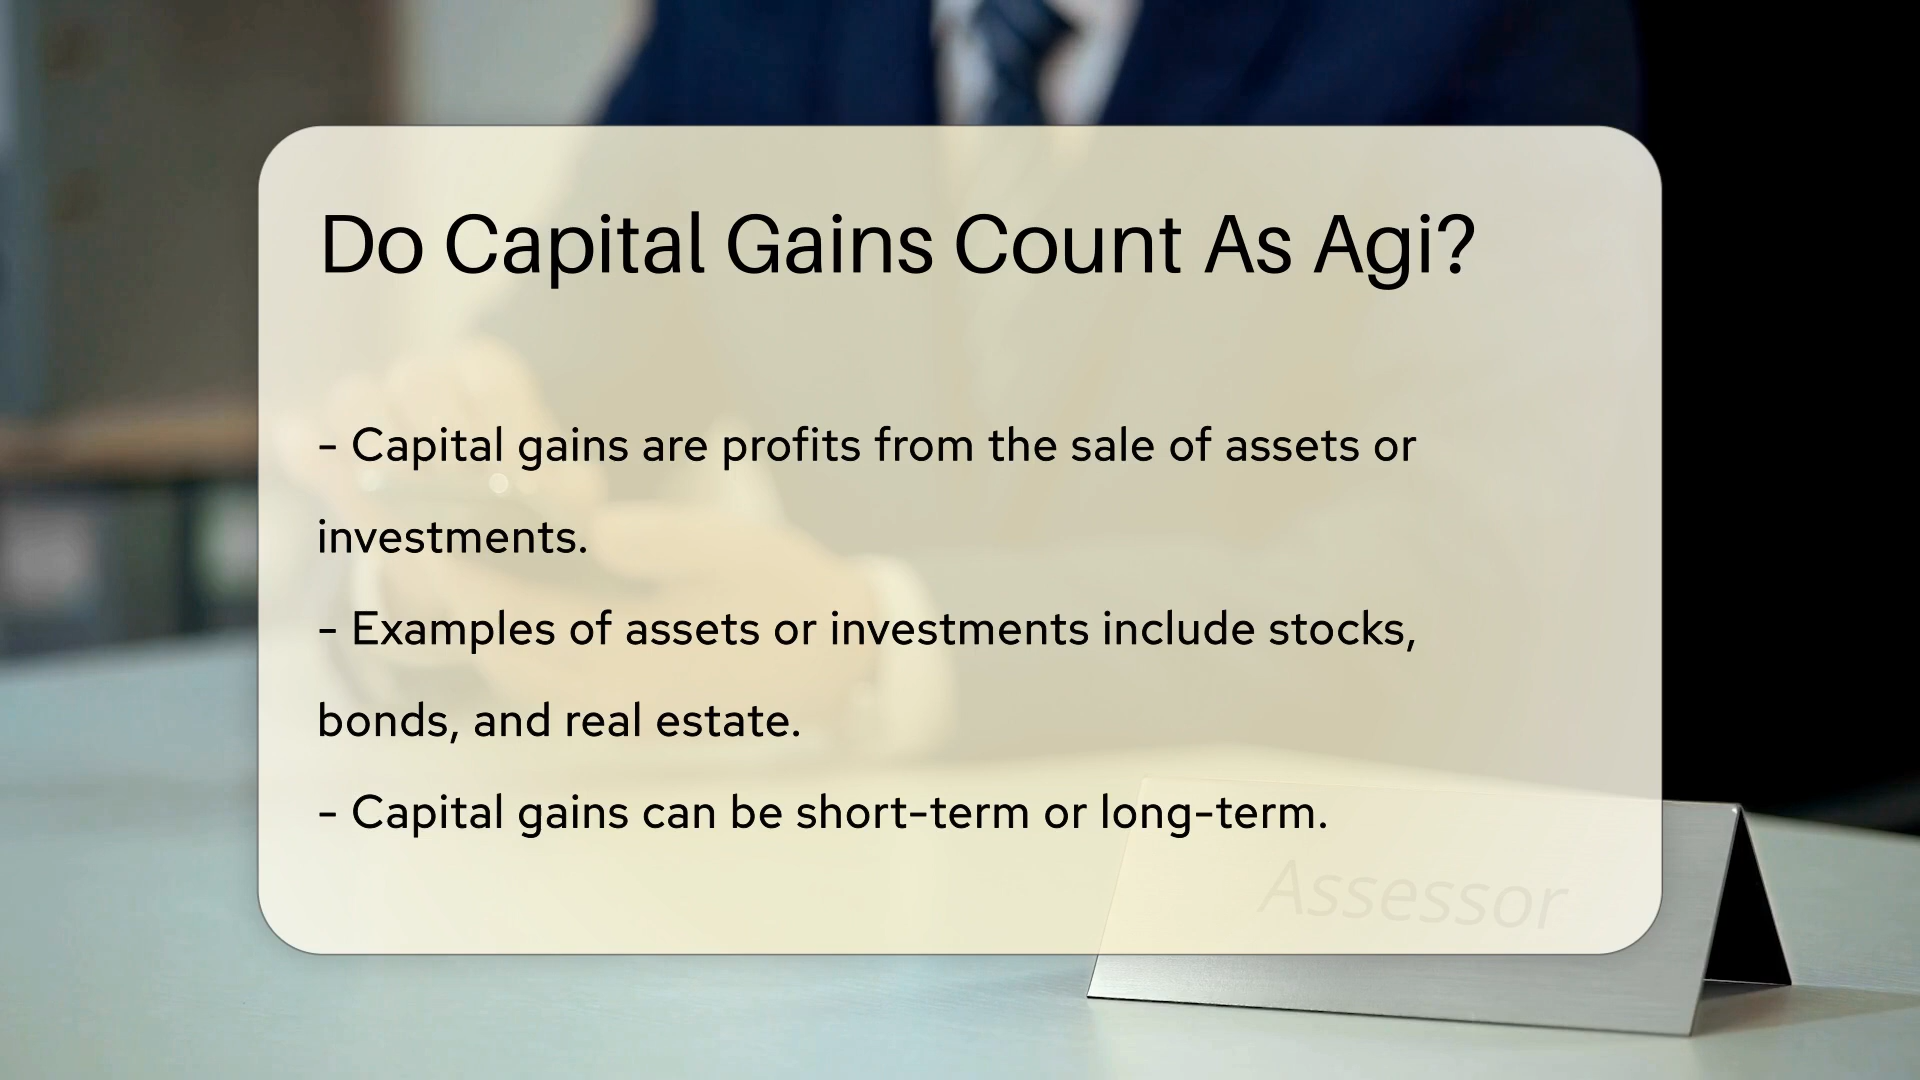 Do Capital Gains Count As Agi?
- Capital gains are profits from the sale of assets or
investments.
- Examples of assets or investments include stocks,
bonds, and real estate.
- Capital gains can be short-term or long-term.
Assessor